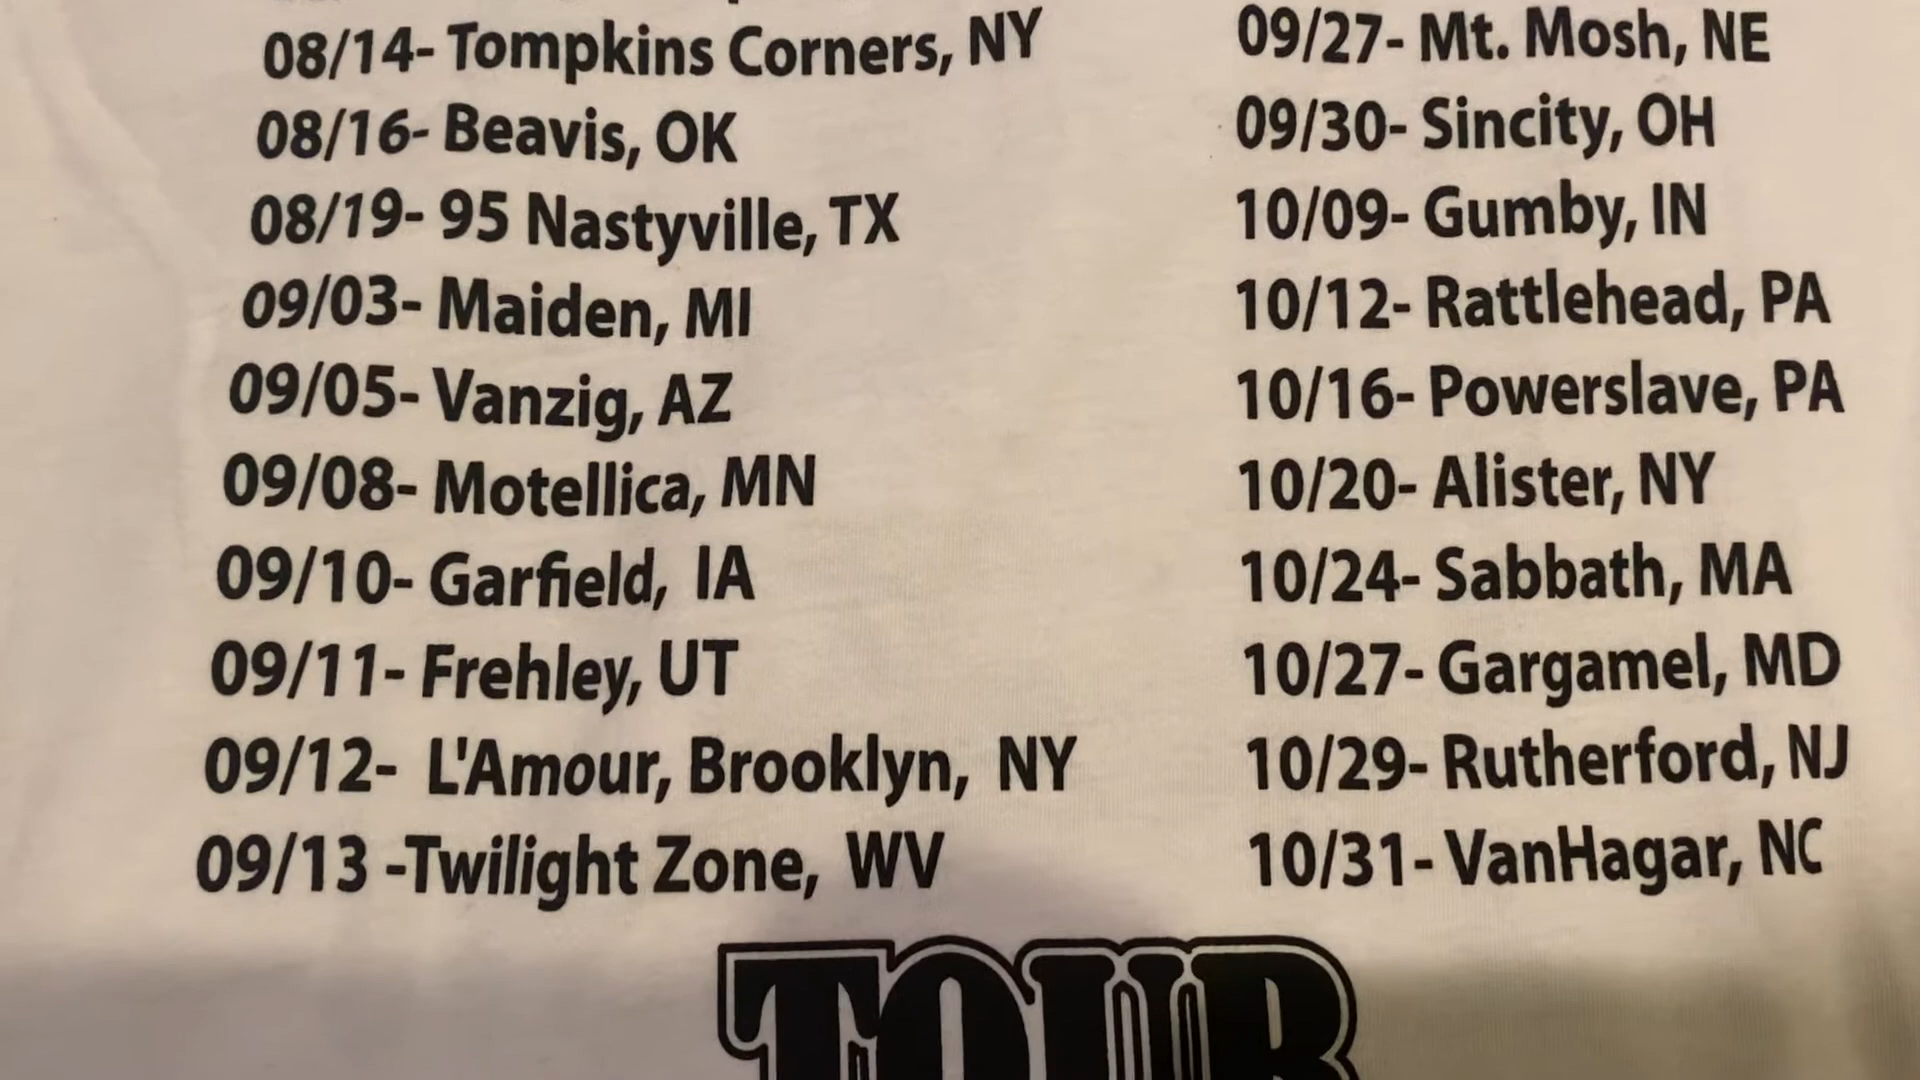 08/14- Tompkins Corners, NY
08/16- Beavis, OK
08/19- 95 Nastyville, TX
09/03- Maiden, MI
09/05- Vanzig, AZ
09/08- Motellica, MN
09/10- Garfield, IA
09/11- Frehley, UT
09/12- L'Amour, Brooklyn, NY
09/13 -Twilight Zone, WV
09/27- Mt. Mosh, NE
09/30- Sincity, OH
10/09- Gumby, IN
10/12- Rattlehead, PA
10/16- Powerslave, PA
10/20- Alister, NY
10/24- Sabbath, MA
10/27- Gargamel, MD
10/29- Rutherford, NJ
10/31- VanHagar, NC
TOUR